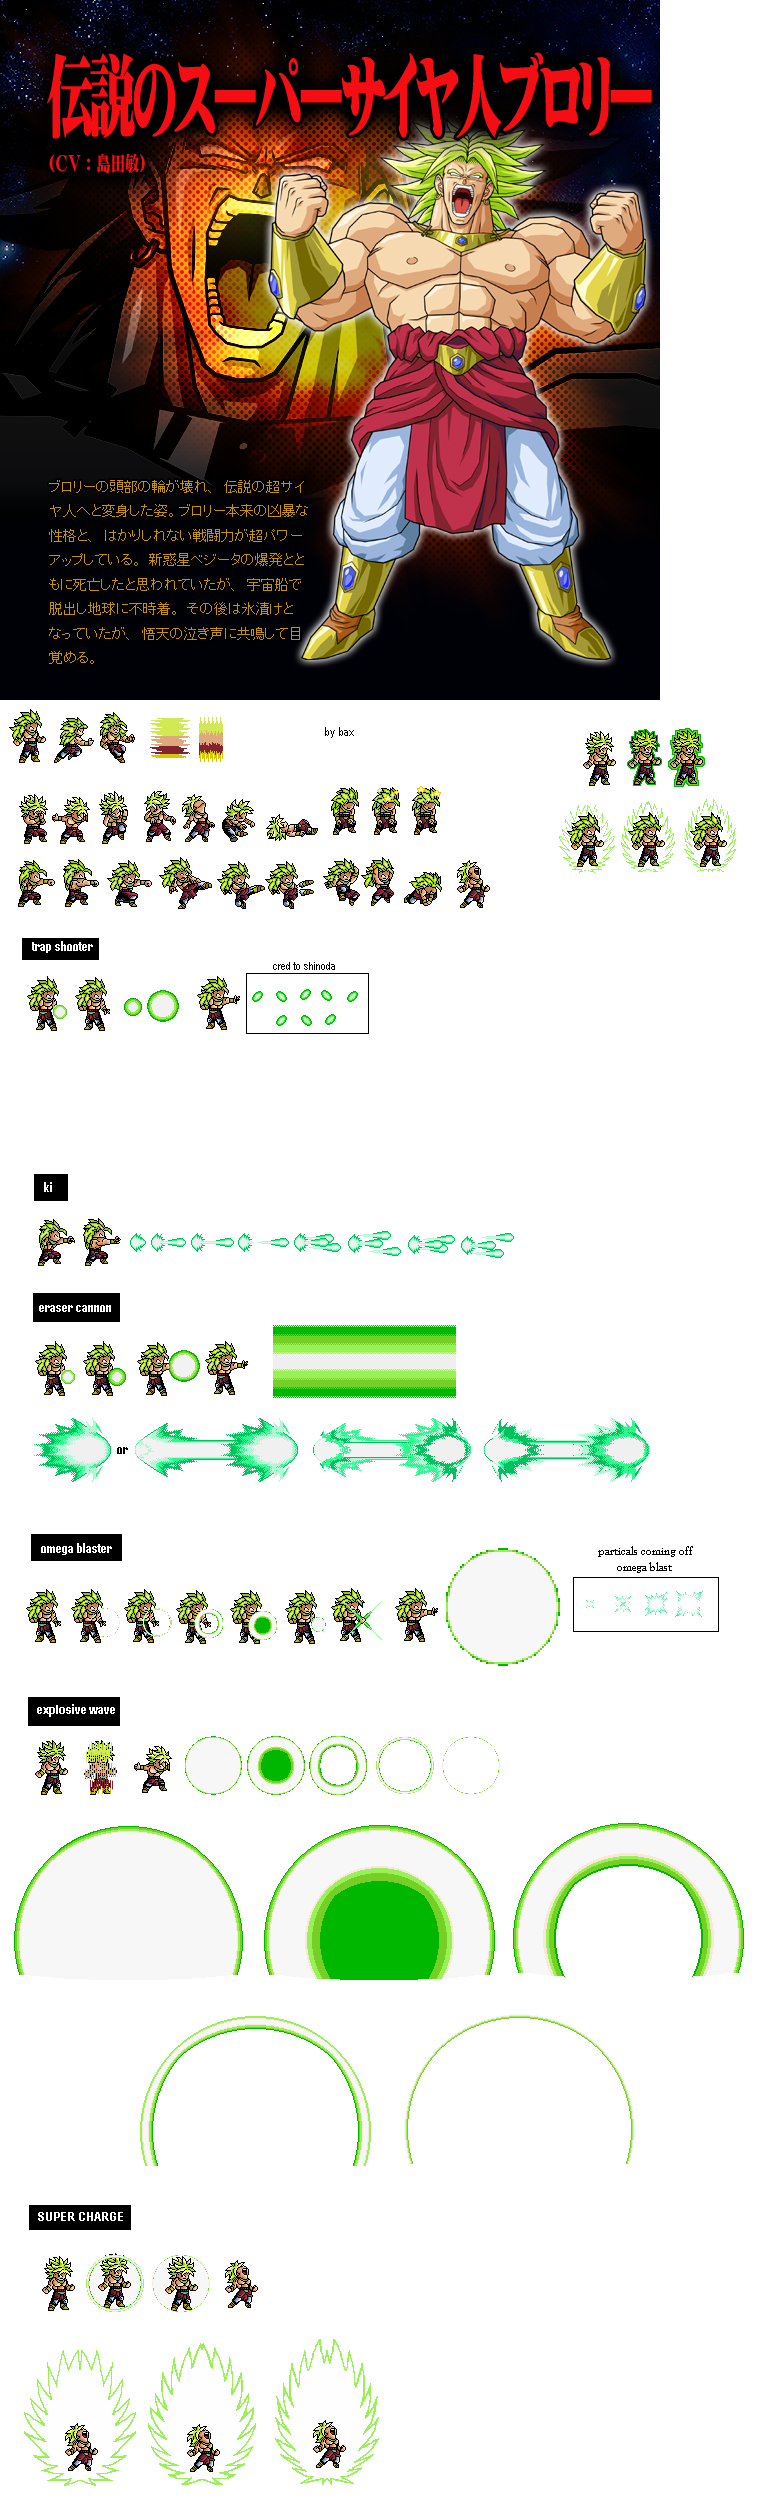 伝説のスーパーサイヤ人ブロリー
(CV：島田敏)
ブロリーの頭部の輪が壊れ、伝説の超サイ
ヤ人へと変身した姿。ブロリー本来の凶暴な
性格と、はかりしれない戦闘力が超パワー
アップしている。新惑星ベジータの爆発とと
もに死亡したと思われていたが、宇宙船で
脱出し地球に不時着。その後は氷漬けと
なっていたが、悟天の泣き声に共鳴して目
覚める。
by bax
trap shooter
cred to shinoda
ki
eraser cannon
or
omega blaster
particals coming off
omega blast
explosive wave
SUPER CHARGE